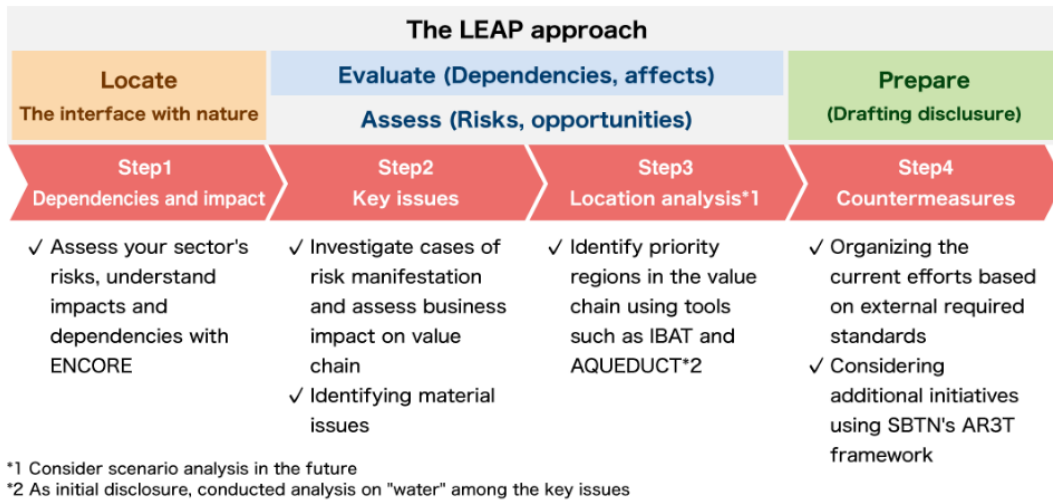 The LEAP approach
Locate
The interface with nature
Evaluate (Dependencies, affects)
Assess (Risks, opportunities)
Prepare
(Drafting disclosure)
Step1
Dependencies and impact
Step2
Key issues
Step3
Location analysis*1
Step4
Countermeasures
✓ Assess your sector's
risks, understand
impacts and
dependencies with
ENCORE
✓ Investigate cases of
risk manifestation
and assess business
impact on value
chain
✓ Identifying material
issues
✓ Identify priority
regions in the value
chain using tools
such as IBAT and
AQUEDUCT*2
✓ Organizing the
current efforts based
on external required
standards
✓ Considering
additional initiatives
using SBTN's AR3T
framework
*1 Consider scenario analysis in the future
*2 As initial disclosure, conducted analysis on "water" among the key issues